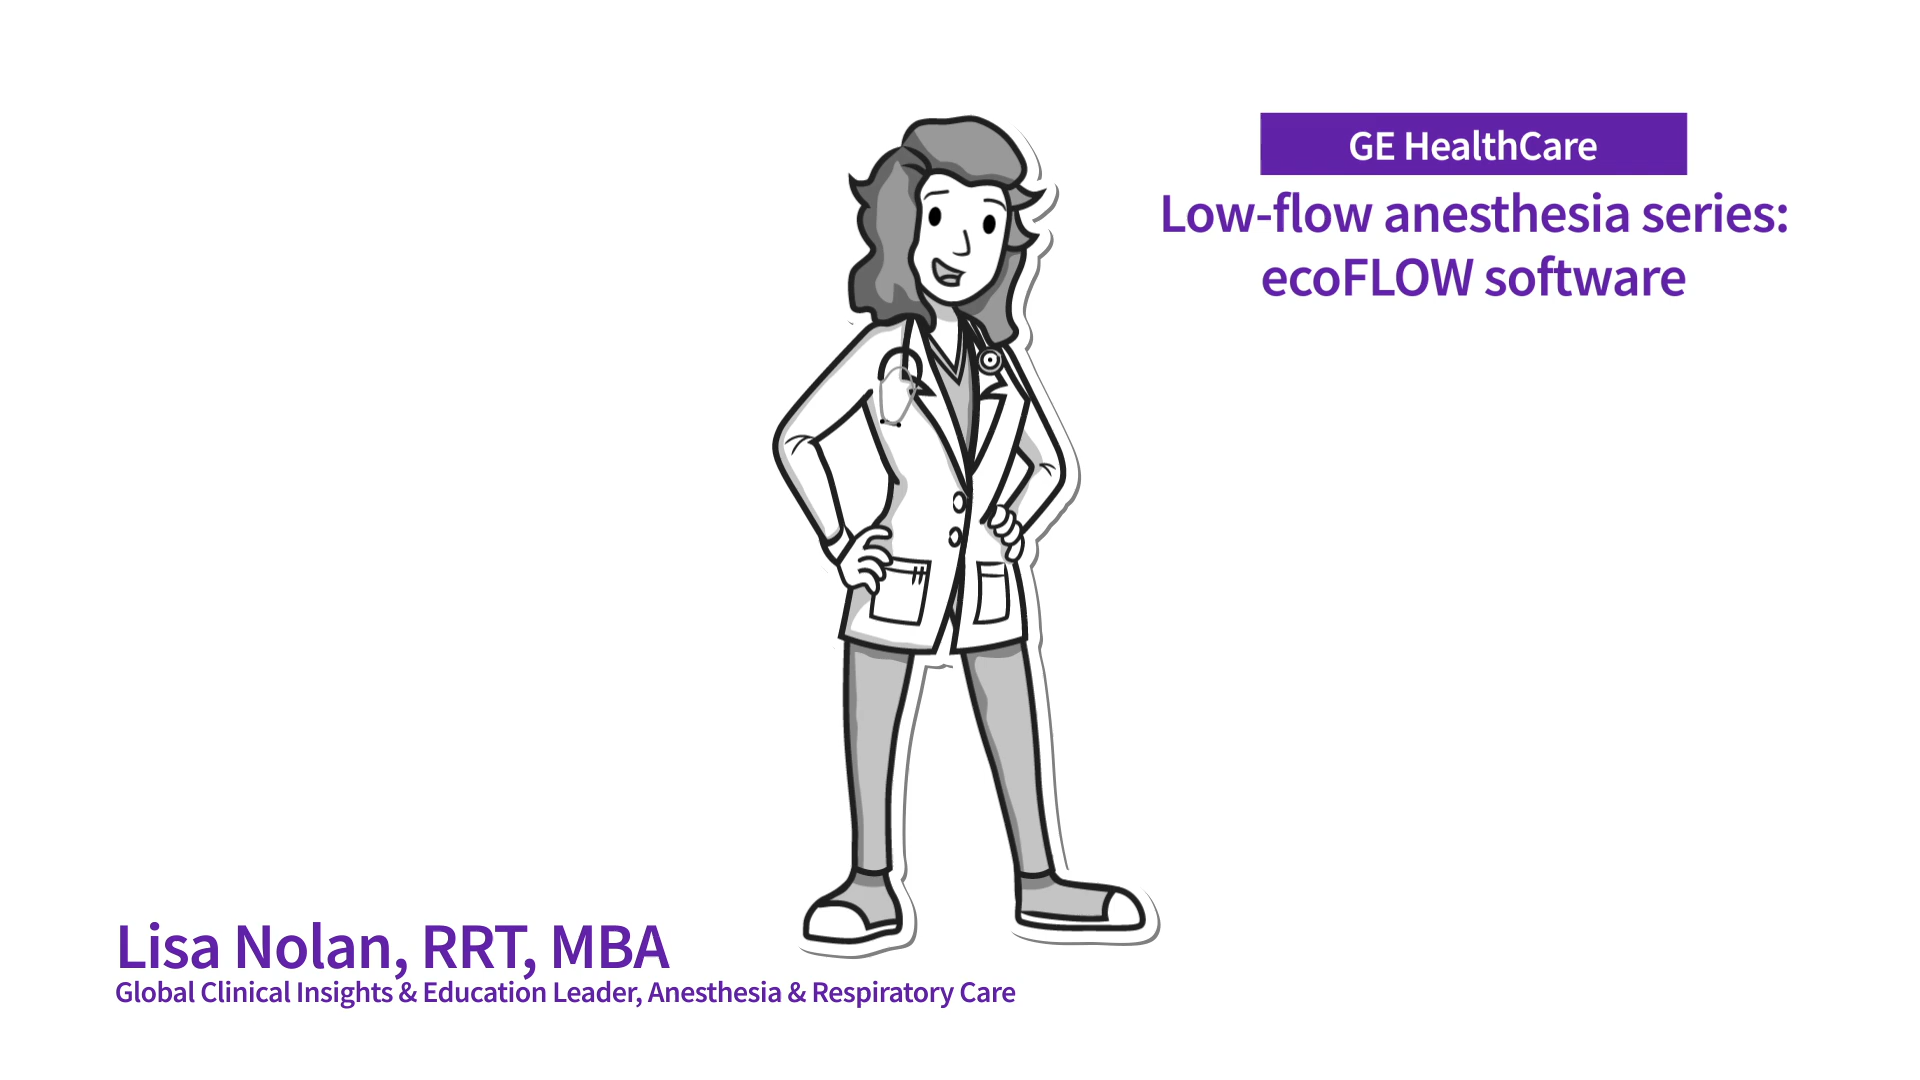 GE HealthCare
Low-flow anesthesia series:
ecoFLOW software
Lisa Nolan, RRT, MBA
Global Clinical Insights & Education Leader, Anesthesia & Respiratory Care